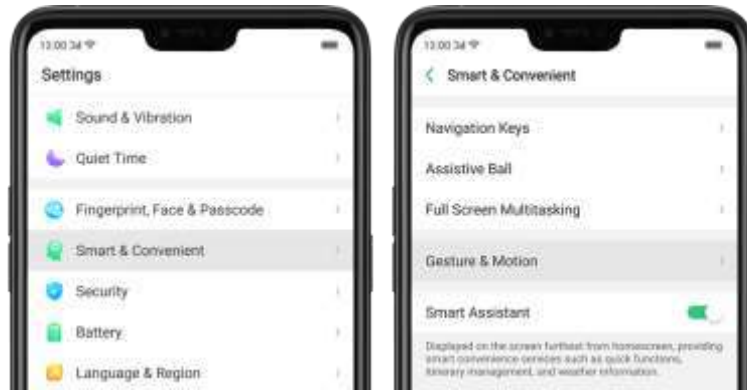 13:00
Settings
Sound & Vibration
Quiet Time
Fingerprint, Face & Passcode
Smart & Convenient
Security
Battery
Language & Region
13:00
Smart & Convenient
Navigation Keys
Assistive Ball
Full Screen Multitasking
Gesture & Motion
Smart Assistant
Displayed on the screen furthest from homescreen, providing
smart convenience services such as quick functions,
itinerary management, and weather information.